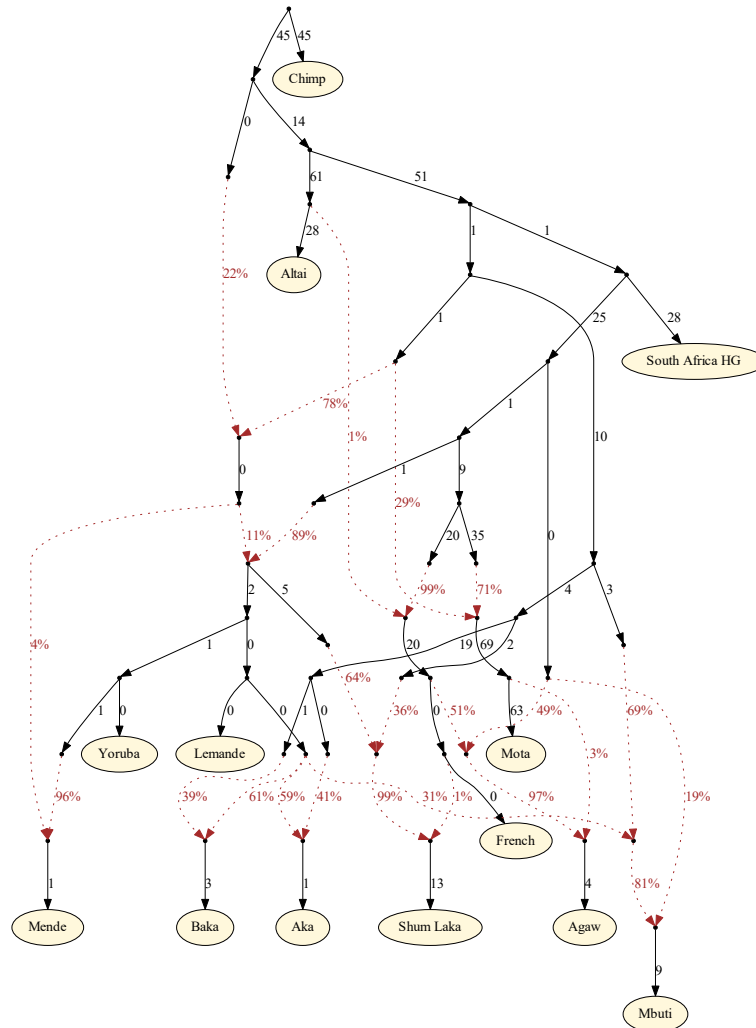 45 45
Chimp
0 14
61 51
28 1 1
Altai
22%
1 25 28
South Africa HG
78% 1
1% 10
0 1 9
29%
11% 89% 20 35 0
2 5 99% 71% 4 3
4%
1 0 20 19 69 2
64%
1 0 0 0 1 0 36% 0 51% 63 49% 69%
Yoruba Lemande Mota
3%
96% 39% 61% 59% 41% 99% 31% 1% 97% 0 19%
French
81%
1 3 1 13 4
Mende Baka Aka Shum Laka Agaw
9
Mbuti